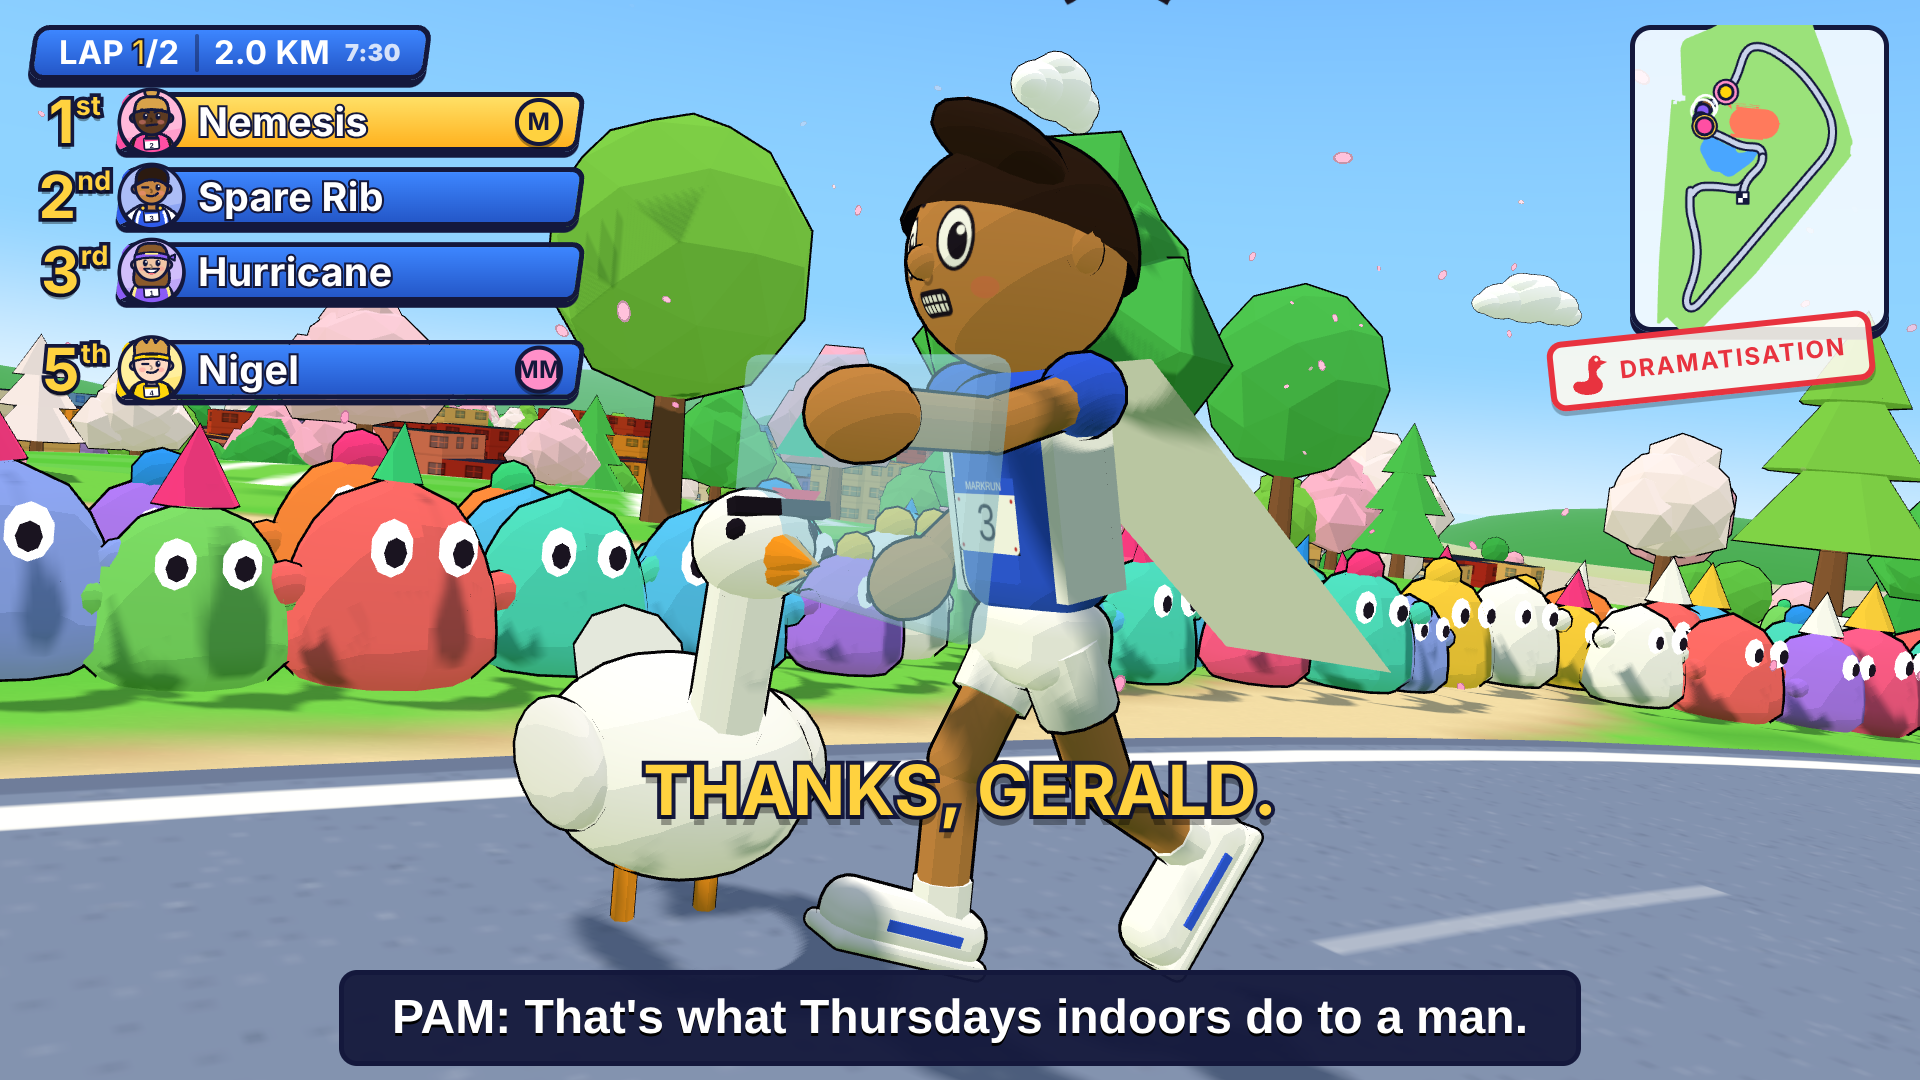 LAP 1/2 2.0 KM 7:30
1st Nemesis M
2nd Spare Rib
3rd Hurricane
5th Nigel MM
DRAMATISATION
MARKRUN
3
THANKS, GERALD.
PAM: That's what Thursdays indoors do to a man.